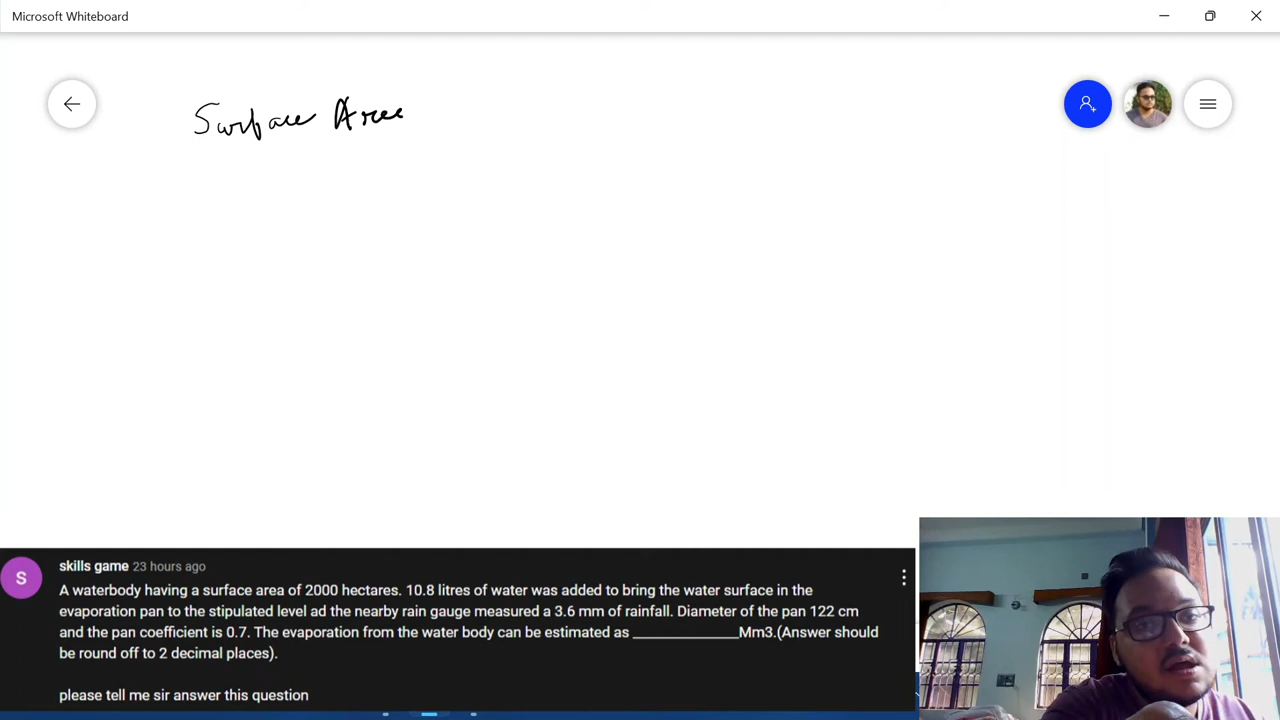 Microsoft Whiteboard
Surface Area
S
skills game 23 hours ago
A waterbody having a surface area of 2000 hectares. 10.8 litres of water was added to bring the water surface in the
evaporation pan to the stipulated level ad the nearby rain gauge measured a 3.6 mm of rainfall. Diameter of the pan 122 cm
and the pan coefficient is 0.7. The evaporation from the water body can be estimated as ______________Mm3.(Answer should
be round off to 2 decimal places).
please tell me sir answer this question